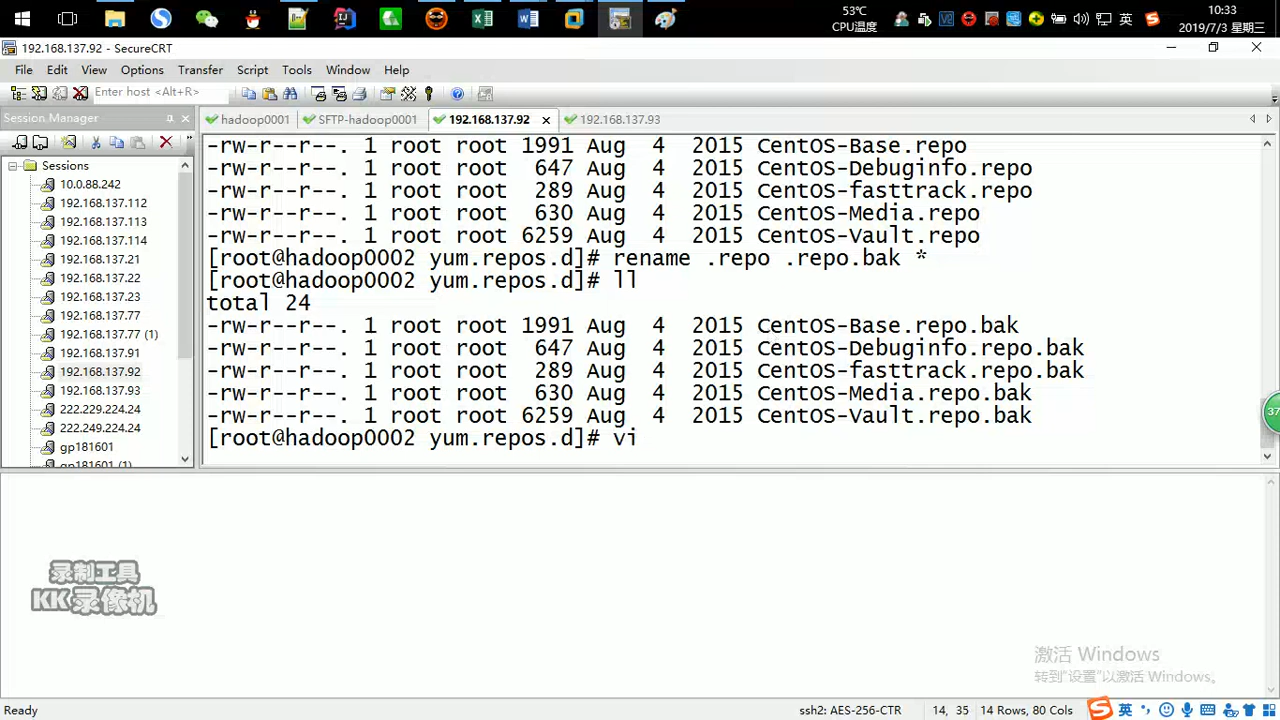 53℃
CPU温度
英
10:33
2019/7/3 星期三
192.168.137.92 - SecureCRT
File Edit View Options Transfer Script Tools Window Help
Enter host <Alt+R>
Session Manager
hadoop0001 SFTP-hadoop0001 192.168.137.92 192.168.137.93
Sessions
10.0.88.242
192.168.137.112
192.168.137.113
192.168.137.114
192.168.137.21
192.168.137.22
192.168.137.23
192.168.137.77
192.168.137.77 (1)
192.168.137.91
192.168.137.92
192.168.137.93
222.229.224.24
222.249.224.24
gp181601
gp181601 (1)
-rw-r--r--. 1 root root 1991 Aug  4  2015 CentOS-Base.repo
-rw-r--r--. 1 root root  647 Aug  4  2015 CentOS-Debuginfo.repo
-rw-r--r--. 1 root root  289 Aug  4  2015 CentOS-fasttrack.repo
-rw-r--r--. 1 root root  630 Aug  4  2015 CentOS-Media.repo
-rw-r--r--. 1 root root 6259 Aug  4  2015 CentOS-Vault.repo
[root@hadoop0002 yum.repos.d]# rename .repo .repo.bak *
[root@hadoop0002 yum.repos.d]# ll
total 24
-rw-r--r--. 1 root root 1991 Aug  4  2015 CentOS-Base.repo.bak
-rw-r--r--. 1 root root  647 Aug  4  2015 CentOS-Debuginfo.repo.bak
-rw-r--r--. 1 root root  289 Aug  4  2015 CentOS-fasttrack.repo.bak
-rw-r--r--. 1 root root  630 Aug  4  2015 CentOS-Media.repo.bak
-rw-r--r--. 1 root root 6259 Aug  4  2015 CentOS-Vault.repo.bak
[root@hadoop0002 yum.repos.d]# vi
37
录制工具
KK 录像机
激活 Windows
转到“设置”以激活 Windows。
Ready
ssh2: AES-256-CTR
14, 35
14 Rows, 80 Cols
英